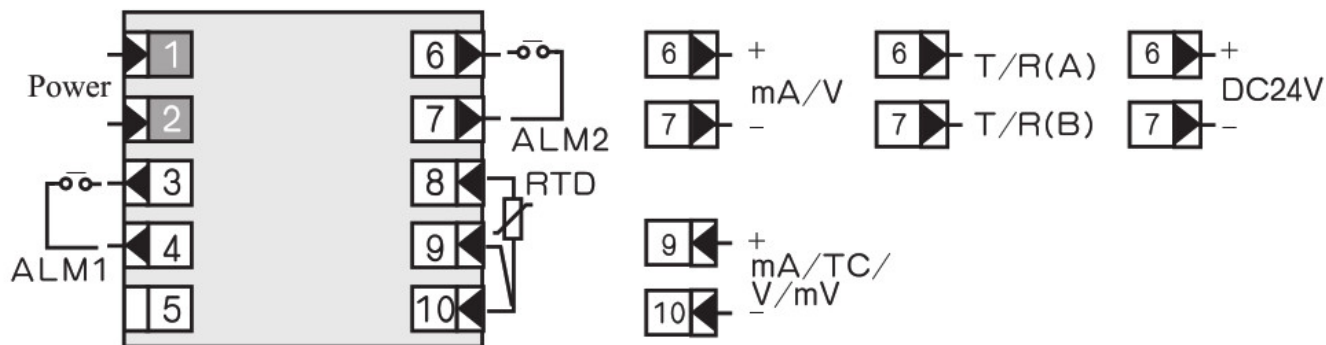 1 6 6 + 6 T/R(A) 6 +
Power mA/V DC24V
2 7 7 - 7 T/R(B) 7 -
ALM2
3 8 RTD
4 9 9 +
ALM1 mA/TC/
V/mV
5 10 10 -